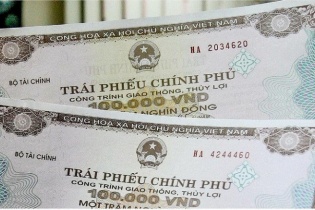 CỘNG HÒA XÃ HỘI CHỦ NGHĨA VIỆT NAM
HA 2034620
BỘ TÀI CHÍNH
TRÁI PHIẾU CHÍNH PHỦ
CÔNG TRÌNH GIAO THÔNG, THỦY LỢI
100.000 VND
NGHÌN ĐỒNG
CỘNG HÒA XÃ HỘI CHỦ NGHĨA VIỆT NAM
HA 4244460
BỘ TÀI CHÍNH
TRÁI PHIẾU CHÍNH PHỦ
CÔNG TRÌNH GIAO THÔNG, THỦY LỢI
100.000 VND
MỘT TRĂM NGHÌN